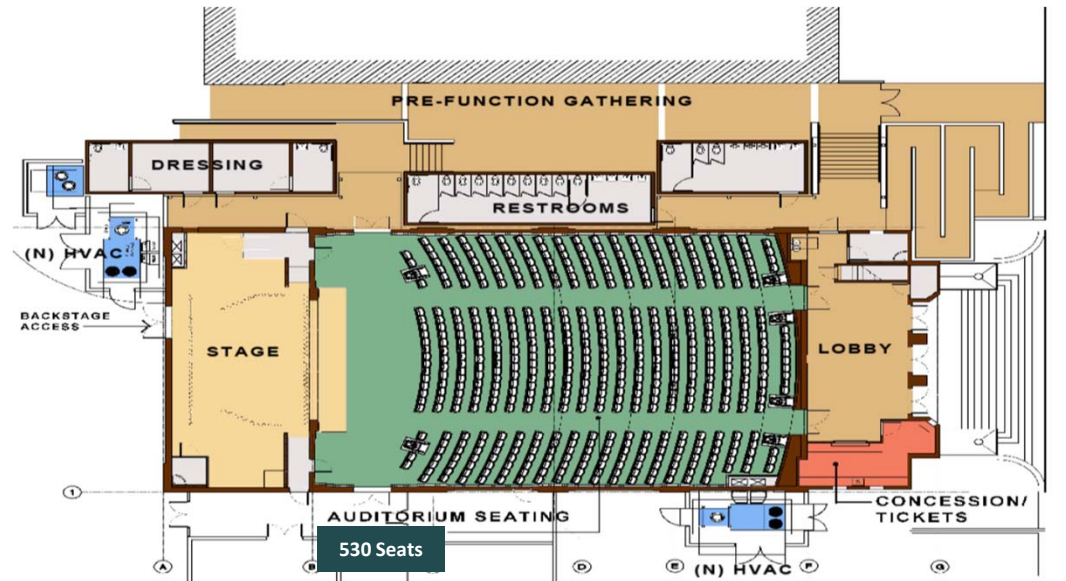 PRE-FUNCTION GATHERING
DRESSING
RESTROOMS
(N) HVAC
BACKSTAGE
ACCESS
STAGE
LOBBY
1
CONCESSION/
TICKETS
AUDITORIUM SEATING
530 Seats
A
B
D
E
(N) HVAC
F
G